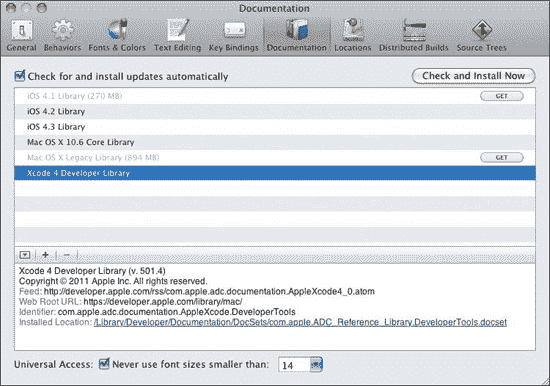 Documentation
General Behaviors Fonts & Colors Text Editing Key Bindings Documentation Locations Distributed Builds Source Trees
Check for and install updates automatically
Check and Install Now
iOS 4.1 Library (270 MB) GET
iOS 4.2 Library
iOS 4.3 Library
Mac OS X 10.6 Core Library
Mac OS X Legacy Library (894 MB) GET
Xcode 4 Developer Library
Xcode 4 Developer Library (v. 501.4)
Copyright © 2011 Apple Inc. All rights reserved.
Feed: http://developer.apple.com/rss/com.apple.adc.documentation.AppleXcode4_0.atom
Web Root URL: https://developer.apple.com/library/mac/
Identifier: com.apple.adc.documentation.AppleXcode.DeveloperTools
Installed Location: /Library/Developer/Documentation/DocSets/com.apple.ADC_Reference_Library.DeveloperTools.docset
Universal Access: Never use font sizes smaller than: 14